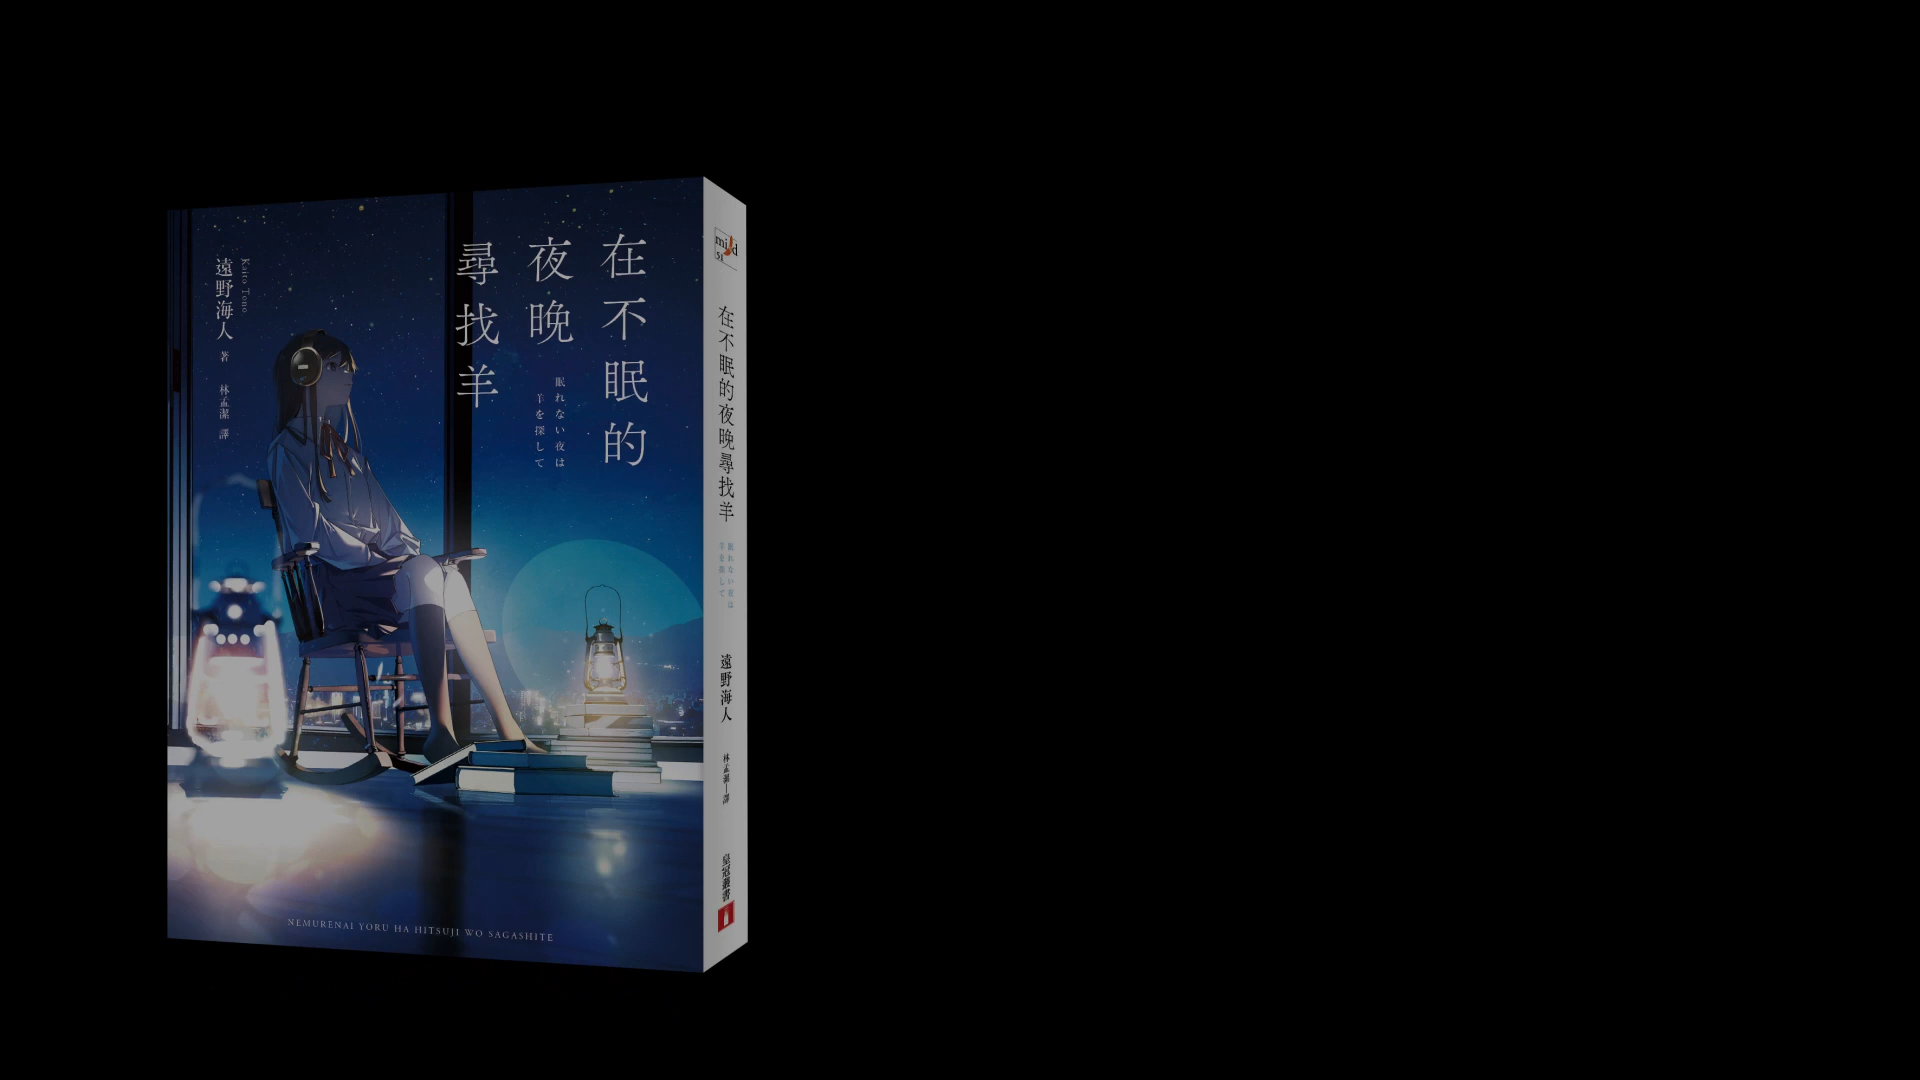 在不眠的
夜晚
尋找羊
眠れない夜は
羊を探して
Kaito Tono
遠野海人 著
林孟潔 譯
NEMURENAI YORU HA HITSUJI WO SAGASHITE
mild
51
在不眠的夜晚尋找羊
眠れない夜は
羊を探して
遠野海人
林孟潔—譯
皇冠叢書